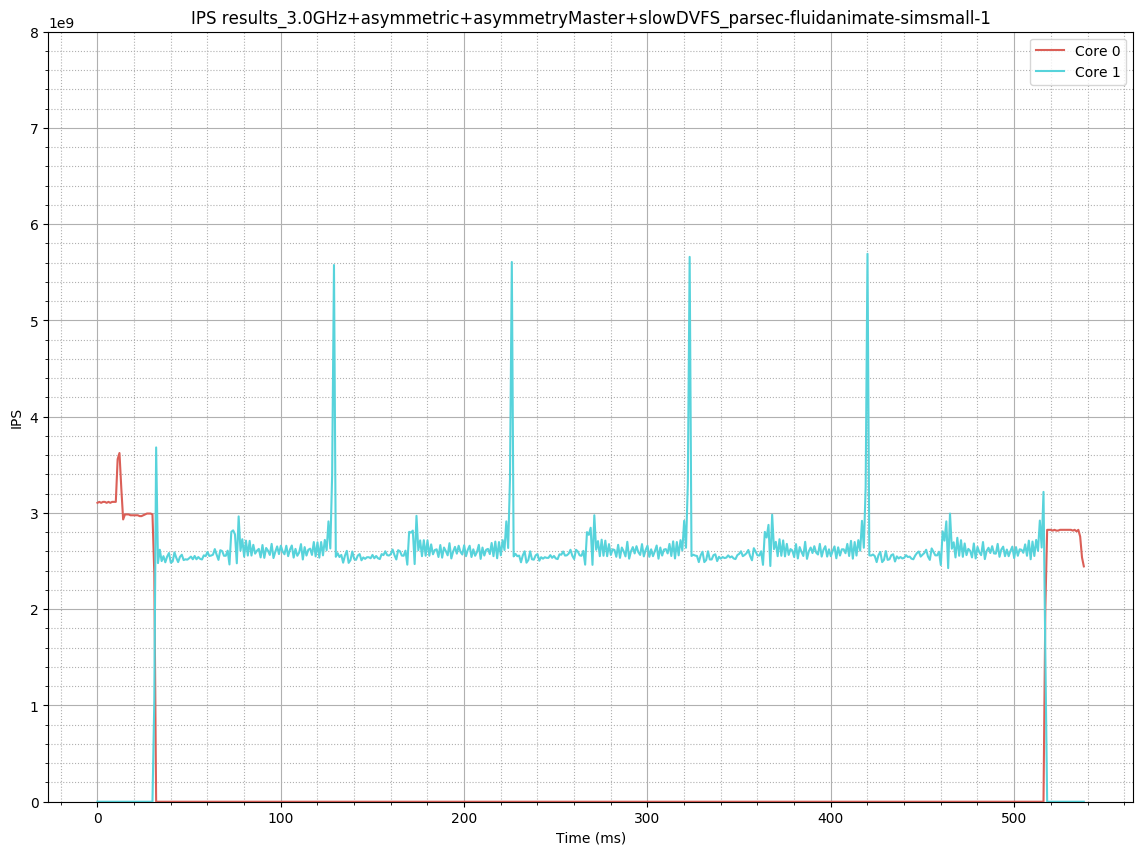 IPS results_3.0GHz+asymmetric+asymmetryMaster+slowDVFS_parsec-fluidanimate-simsmall-1
1e9
Core 0
Core 1
8
7
6
5
4
3
2
1
0
IPS
0 100 200 300 400 500
Time (ms)